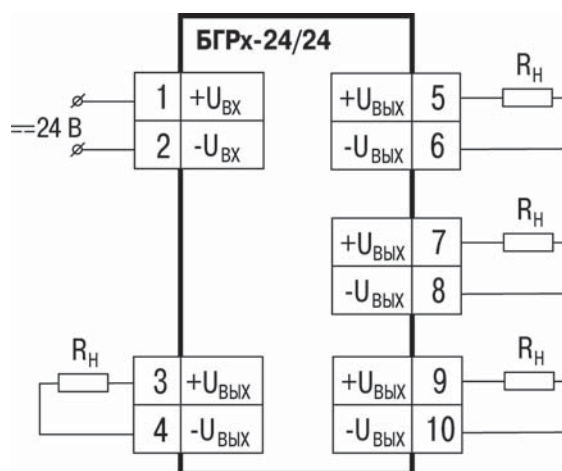 БГРх-24/24
==24 В
1 +UВХ
2 -UВХ
+UВЫХ 5
-UВЫХ 6
RН
+UВЫХ 7
-UВЫХ 8
RН
RН
3 +UВЫХ
4 -UВЫХ
+UВЫХ 9
-UВЫХ 10
RН